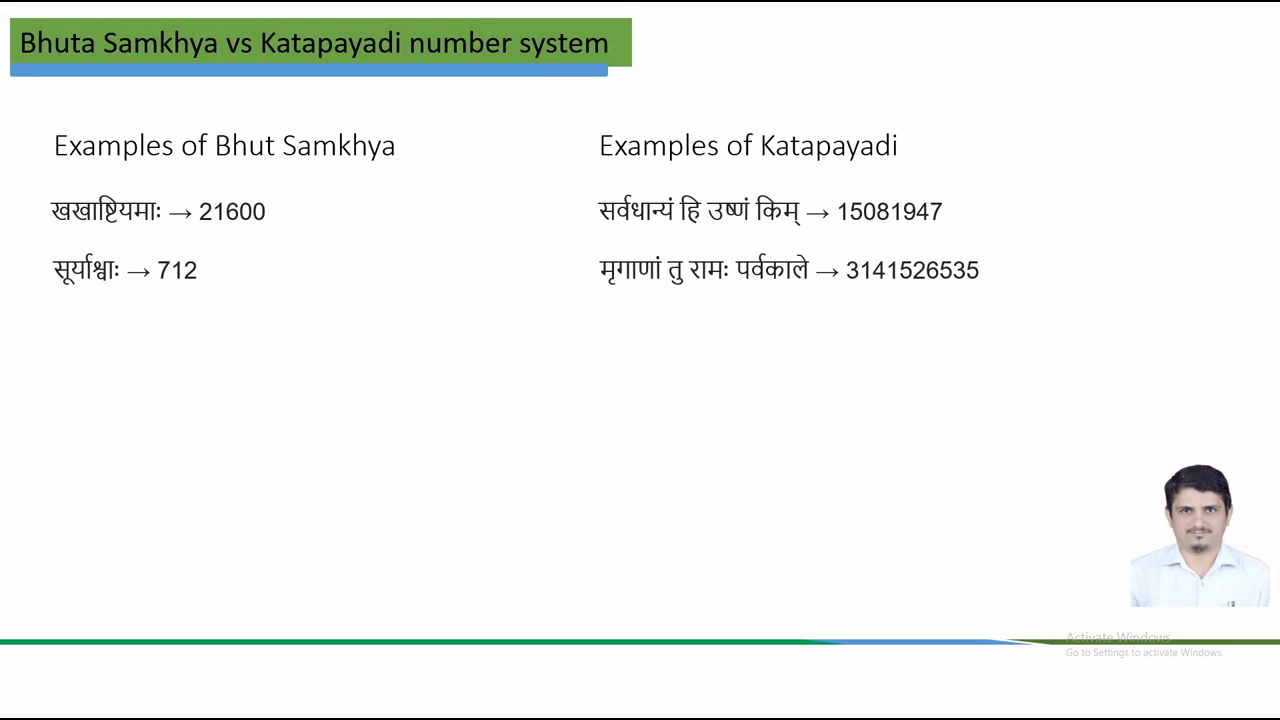 Bhuta Samkhya vs Katapayadi number system
Examples of Bhut Samkhya
खखाष्टियमाः → 21600
सूर्याश्वाः → 712
Examples of Katapayadi
सर्वधान्यं हि उष्णं किम् → 15081947
मृगाणां तु रामः पर्वकाले → 3141526535
Activate Windows
Go to Settings to activate Windows.